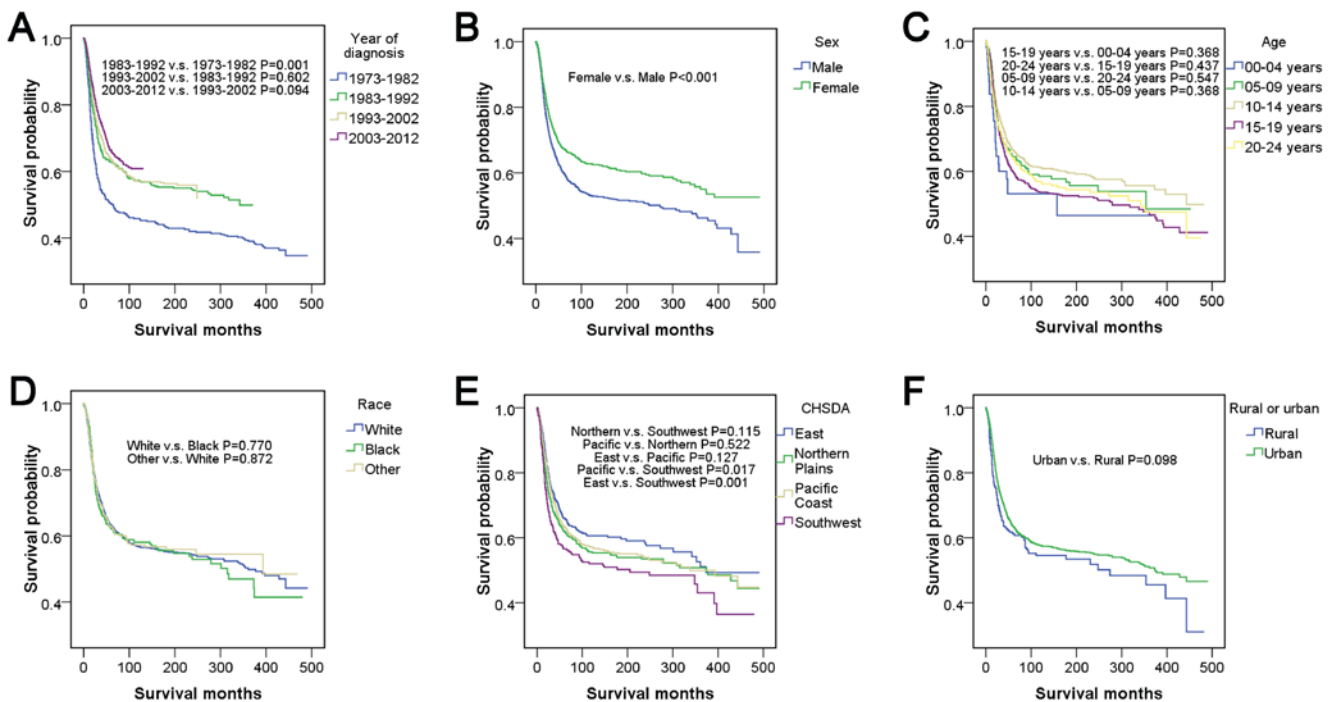 A
Year of
diagnosis
1983-1992 v.s. 1973-1982 P=0.001
1993-2002 v.s. 1983-1992 P=0.602
2003-2012 v.s. 1993-2002 P=0.094
1973-1982
1983-1992
1993-2002
2003-2012
Survival probability
1.0
0.8
0.6
0.4
0 100 200 300 400 500
Survival months
B
Sex
Female v.s. Male P<0.001
Male
Female
Survival probability
1.0
0.8
0.6
0.4
0 100 200 300 400 500
Survival months
C
Age
15-19 years v.s. 00-04 years P=0.368
20-24 years v.s. 15-19 years P=0.437
05-09 years v.s. 20-24 years P=0.547
10-14 years v.s. 05-09 years P=0.368
00-04 years
05-09 years
10-14 years
15-19 years
20-24 years
Survival probability
1.0
0.8
0.6
0.4
0 100 200 300 400 500
Survival months
D
Race
White v.s. Black P=0.770
Other v.s. White P=0.872
White
Black
Other
Survival probability
1.0
0.8
0.6
0.4
0 100 200 300 400 500
Survival months
E
CHSDA
Northern v.s. Southwest P=0.115
Pacific v.s. Northern P=0.522
East v.s. Pacific P=0.127
Pacific v.s. Southwest P=0.017
East v.s. Southwest P=0.001
East
Northern
Plains
Pacific
Coast
Southwest
Survival probability
1.0
0.8
0.6
0.4
0 100 200 300 400 500
Survival months
F
Rural or urban
Urban v.s. Rural P=0.098
Rural
Urban
Survival probability
1.0
0.8
0.6
0.4
0 100 200 300 400 500
Survival months